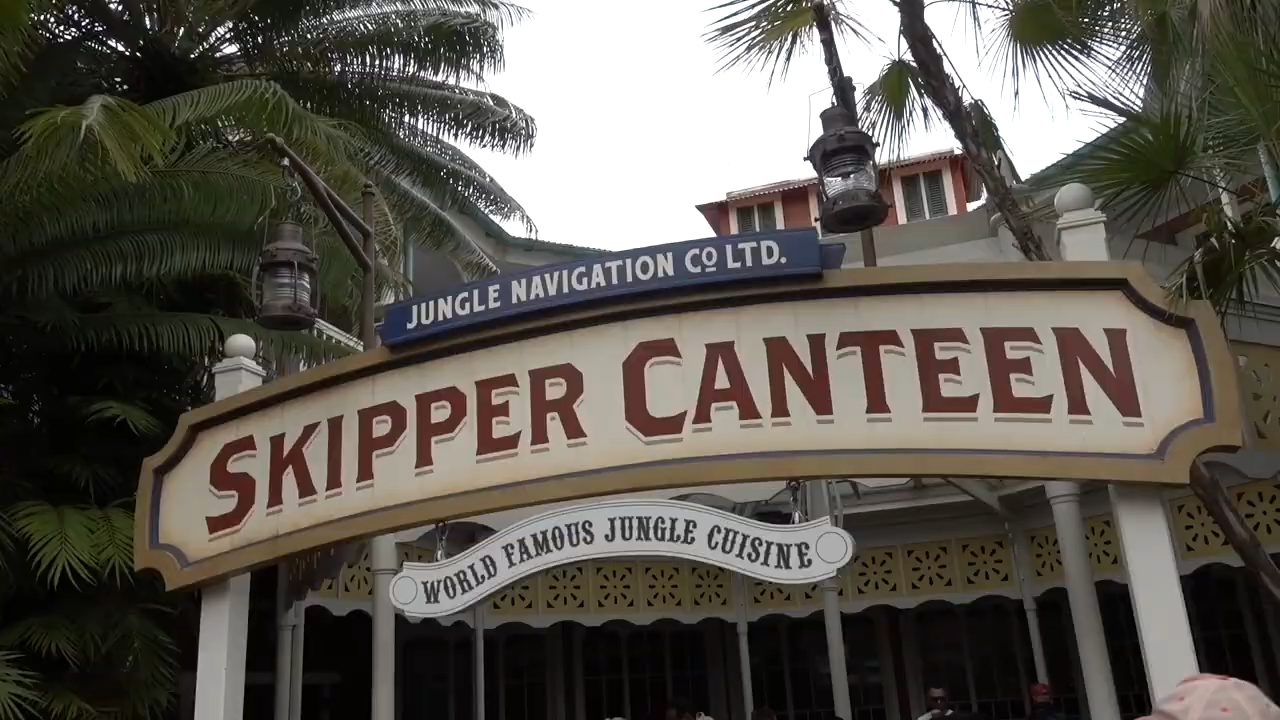 JUNGLE NAVIGATION CO LTD.
SKIPPER CANTEEN
WORLD FAMOUS JUNGLE CUISINE